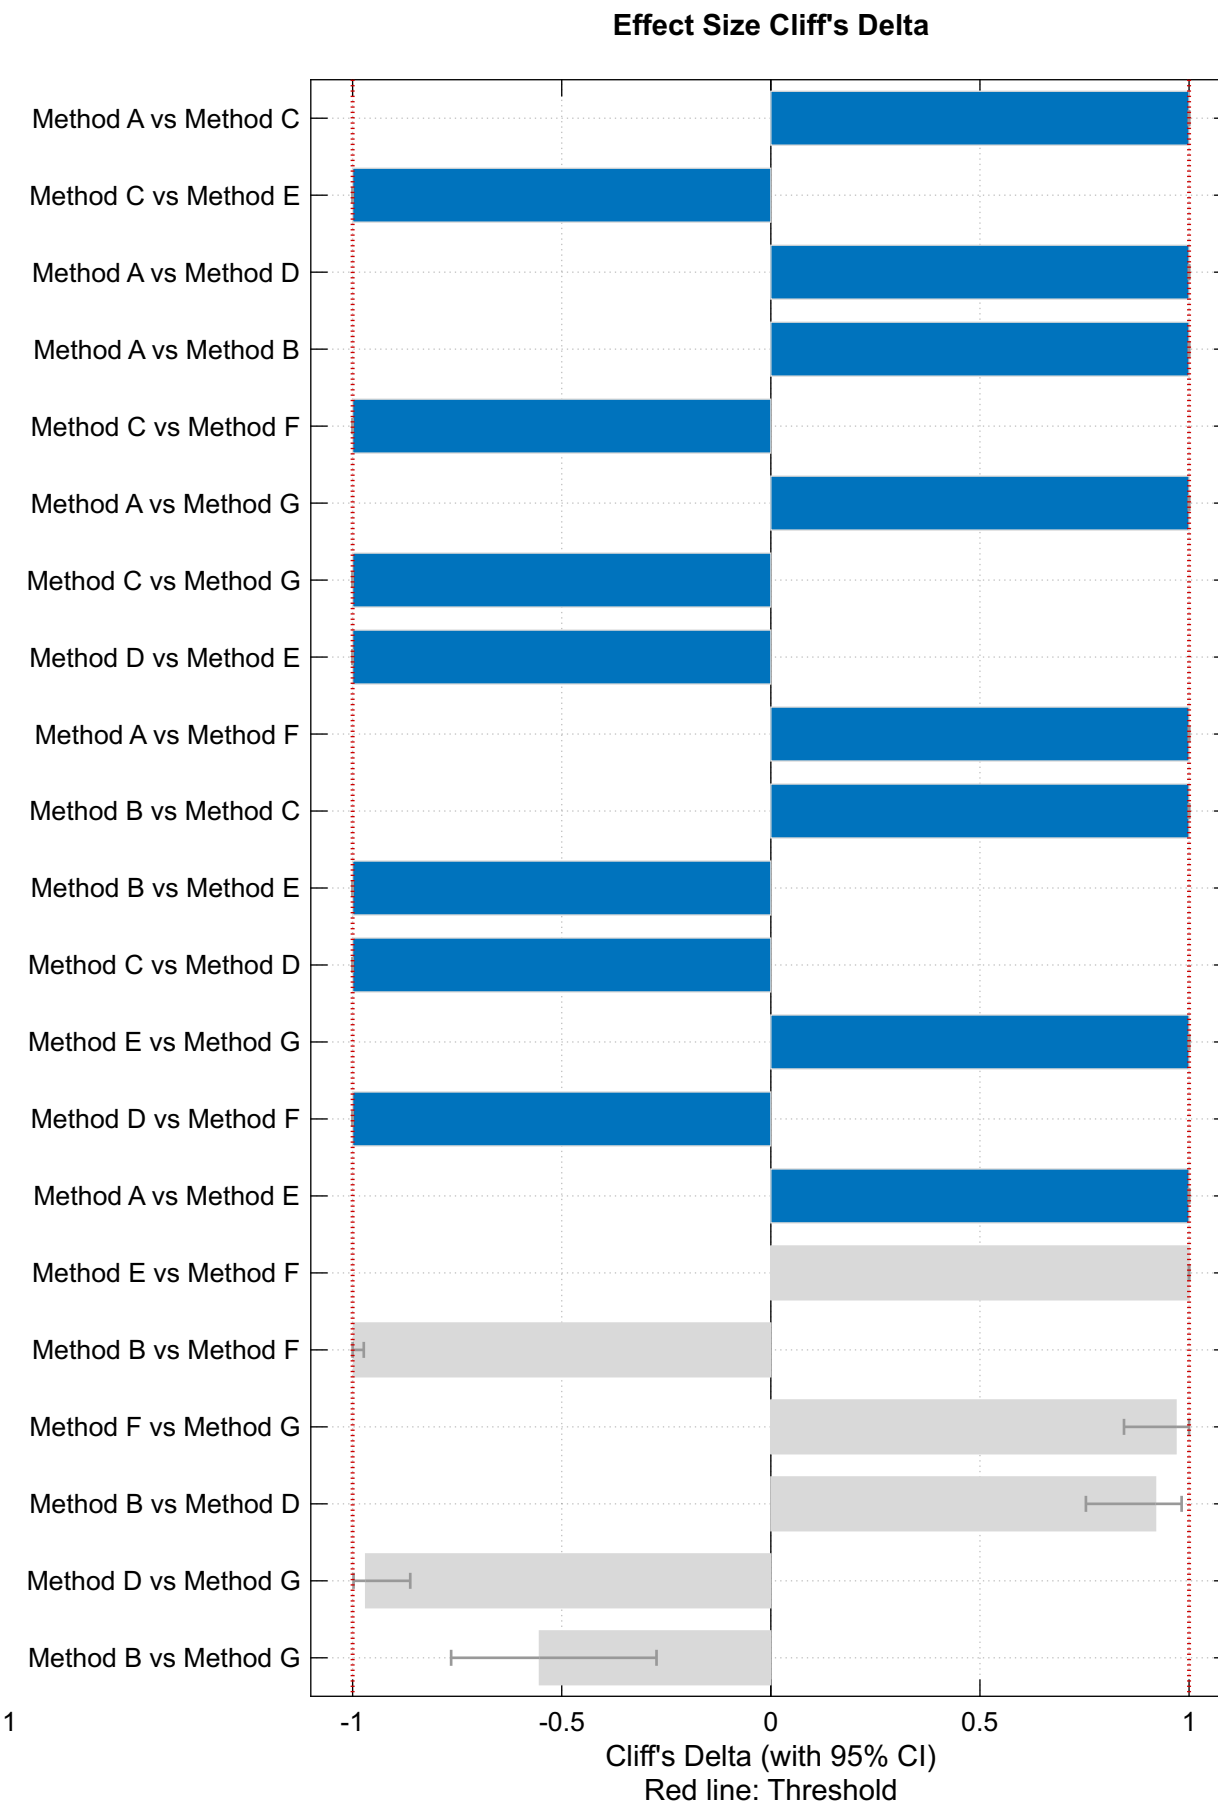 Effect Size Cliff's Delta
Method A vs Method C
Method C vs Method E
Method A vs Method D
Method A vs Method B
Method C vs Method F
Method A vs Method G
Method C vs Method G
Method D vs Method E
Method A vs Method F
Method B vs Method C
Method B vs Method E
Method C vs Method D
Method E vs Method G
Method D vs Method F
Method A vs Method E
Method E vs Method F
Method B vs Method F
Method F vs Method G
Method B vs Method D
Method D vs Method G
Method B vs Method G
1 -1 -0.5 0 0.5 1
Cliff's Delta (with 95% CI)
Red line: Threshold